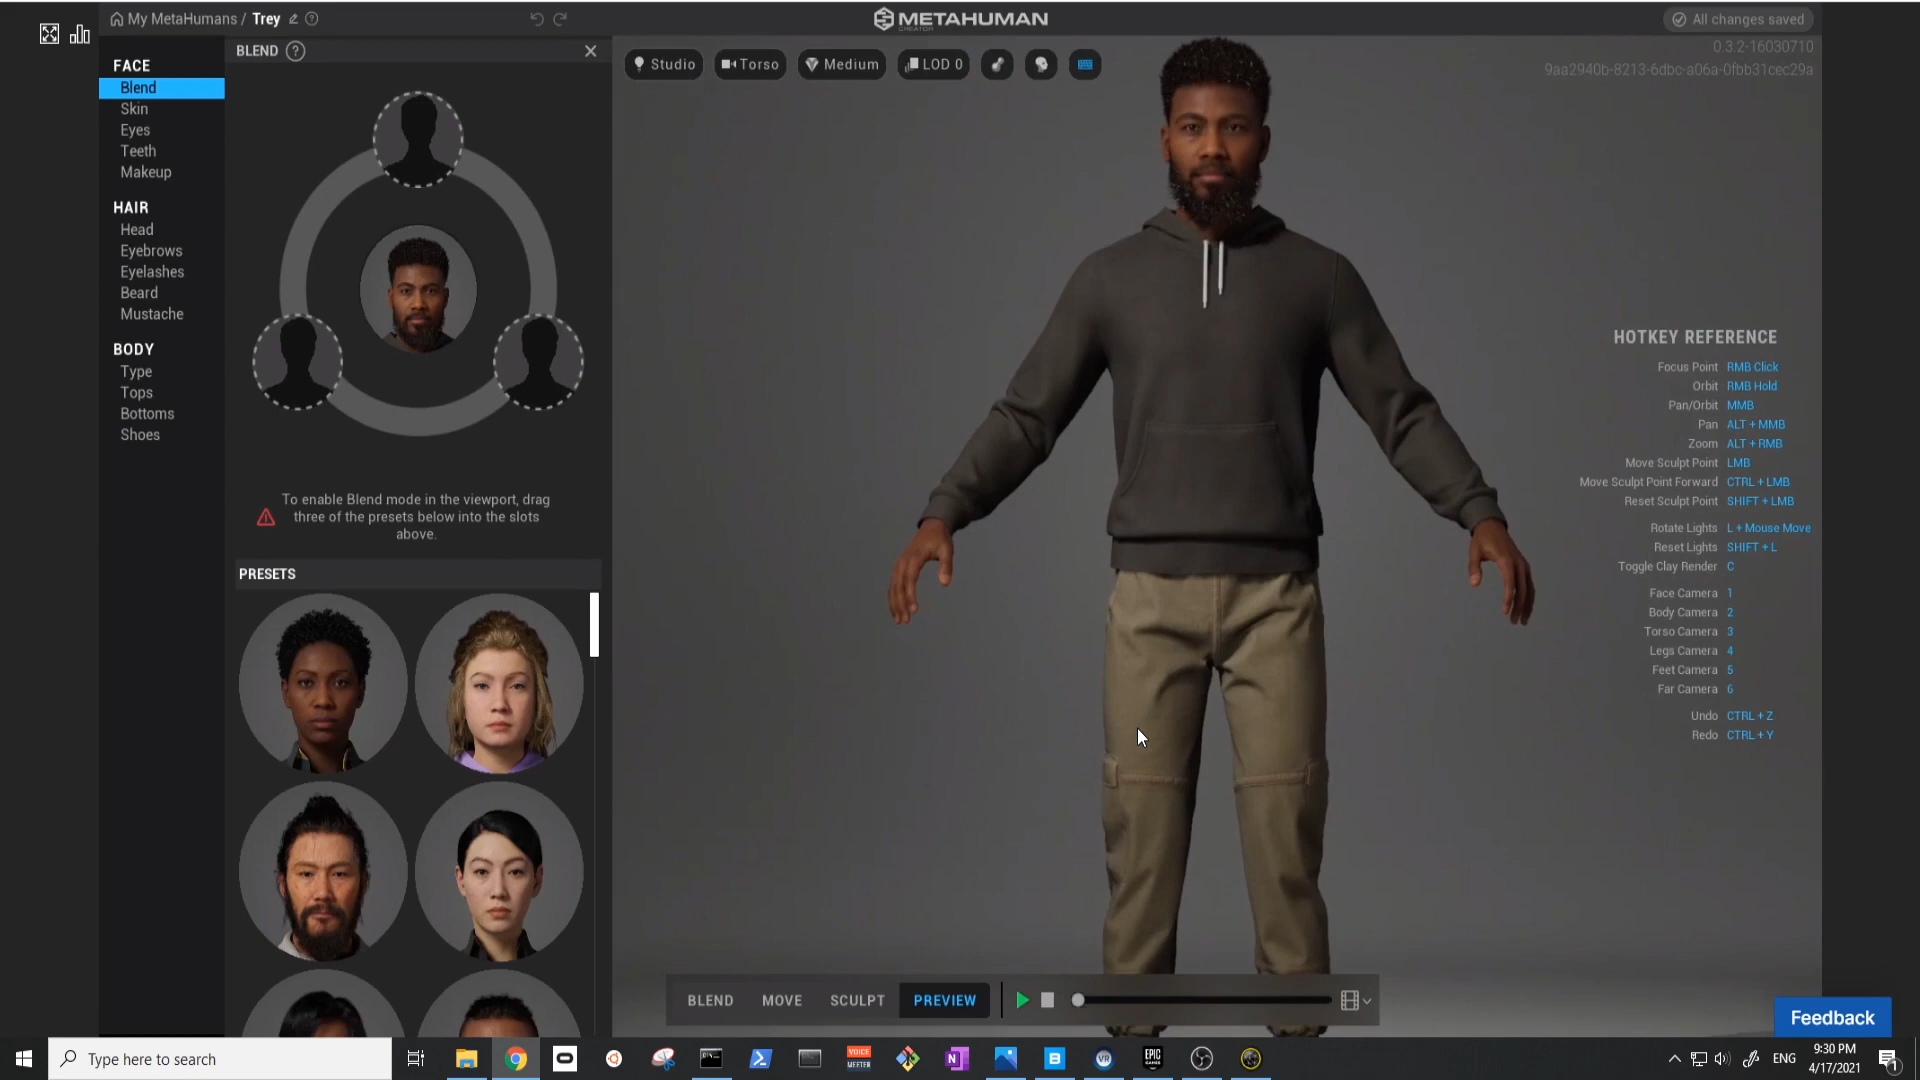 My MetaHumans / Trey
METAHUMAN
CREATOR
All changes saved
0.3.2-16030710
9aa2940b-8213-6dbc-a06a-0fbb31cec29a
FACE
Blend
Skin
Eyes
Teeth
Makeup
HAIR
Head
Eyebrows
Eyelashes
Beard
Mustache
BODY
Type
Tops
Bottoms
Shoes
BLEND ?
To enable Blend mode in the viewport, drag
three of the presets below into the slots
above.
PRESETS
Studio
Torso
Medium
LOD 0
HOTKEY REFERENCE
Focus Point RMB Click
Orbit RMB Hold
Pan/Orbit MMB
Pan ALT + MMB
Zoom ALT + RMB
Move Sculpt Point LMB
Move Sculpt Point Forward CTRL + LMB
Reset Sculpt Point SHIFT + LMB
Rotate Lights L + Mouse Move
Reset Lights SHIFT + L
Toggle Clay Render C
Face Camera 1
Body Camera 2
Torso Camera 3
Legs Camera 4
Feet Camera 5
Far Camera 6
Undo CTRL + Z
Redo CTRL + Y
BLEND MOVE SCULPT PREVIEW
Feedback
Type here to search
VOICE
MEETER
N
B
VR
EPIC
GAMES
ENG
9:30 PM
4/17/2021
1